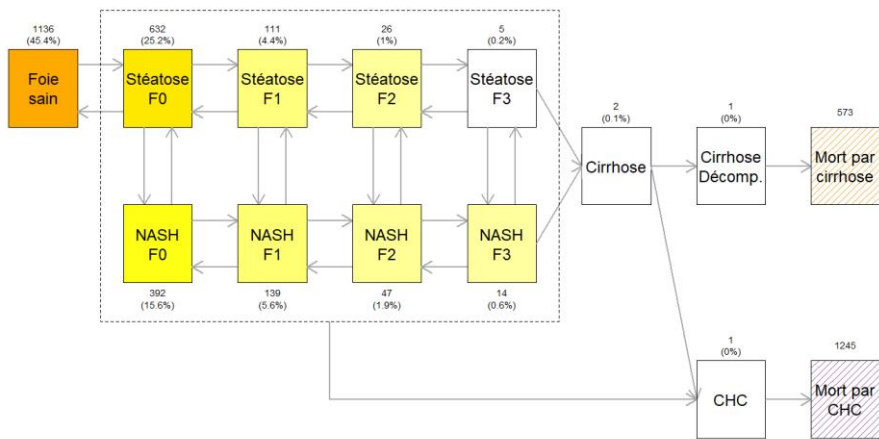 1136
(45.4%)
632
(25.2%)
111
(4.4%)
26
(1%)
5
(0.2%)
Foie
sain
Stéatose
F0
Stéatose
F1
Stéatose
F2
Stéatose
F3
2
(0.1%)
Cirrhose
1
(0%)
Cirrhose
Décomp.
573
Mort par
cirrhose
NASH
F0
NASH
F1
NASH
F2
NASH
F3
392
(15.6%)
139
(5.6%)
47
(1.9%)
14
(0.6%)
1
(0%)
CHC
1245
Mort par
CHC